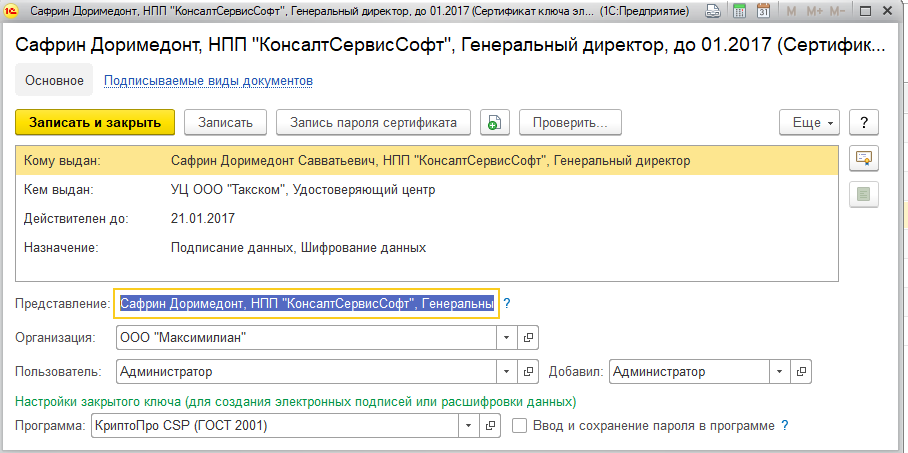 1С Сафрин Доримедонт, НПП "КонсалтСервисСофт", Генеральный директор, до 01.2017 (Сертификат ключа эл... (1С:Предприятие) 31 M M+ M-
Сафрин Доримедонт, НПП "КонсалтСервисСофт", Генеральный директор, до 01.2017 (Сертифик...
Основное Подписываемые виды документов
Записать и закрыть Записать Запись пароля сертификата Проверить... Еще ?
Кому выдан: Сафрин Доримедонт Савватьевич, НПП "КонсалтСервисСофт", Генеральный директор
Кем выдан: УЦ ООО "Такском", Удостоверяющий центр
Действителен до: 21.01.2017
Назначение: Подписание данных, Шифрование данных
Представление: Сафрин Доримедонт, НПП "КонсалтСервисСофт", Генеральны ?
Организация: ООО "Максимилиан"
Пользователь: Администратор Добавил: Администратор
Настройки закрытого ключа (для создания электронных подписей или расшифровки данных)
Программа: КриптоПро CSP (ГОСТ 2001) Ввод и сохранение пароля в программе ?